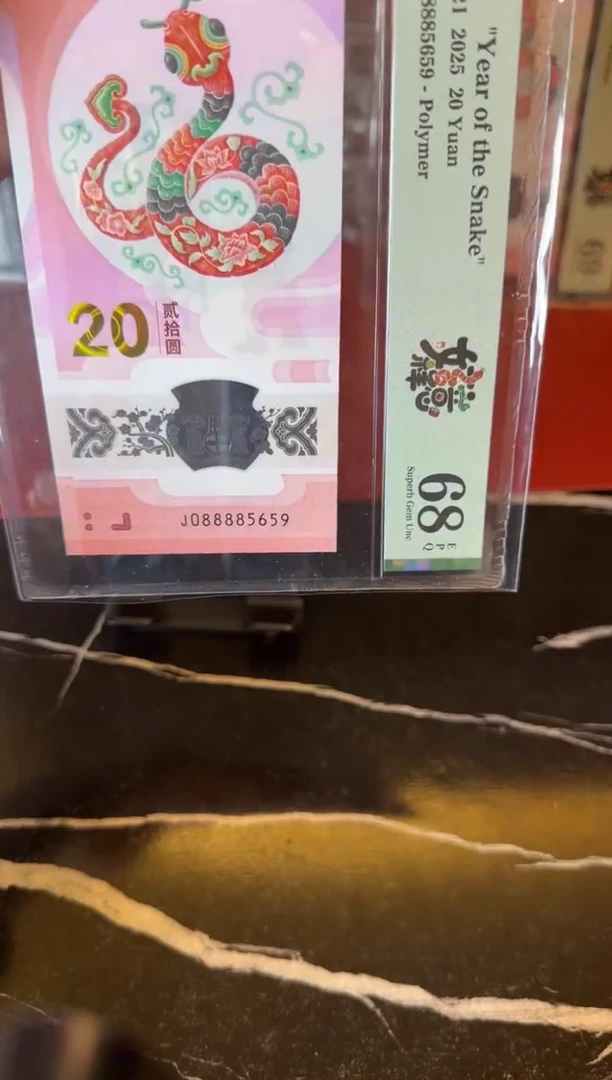 20
贰拾圆
J088885659
"Year of the Snake"
21 2025 20 Yuan
8885659 - Polymer
68
EPQ
Superb Gem Unc